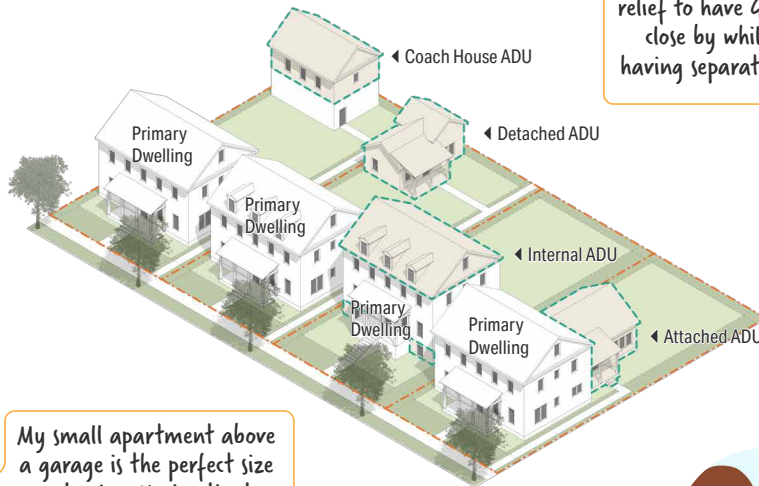 relief to have
close by whil
having separat
◀ Coach House ADU
◀ Detached ADU
◀ Internal ADU
◀ Attached ADU
Primary
Dwelling
Primary
Dwelling
Primary
Dwelling
Primary
Dwelling
My small apartment above
a garage is the perfect size